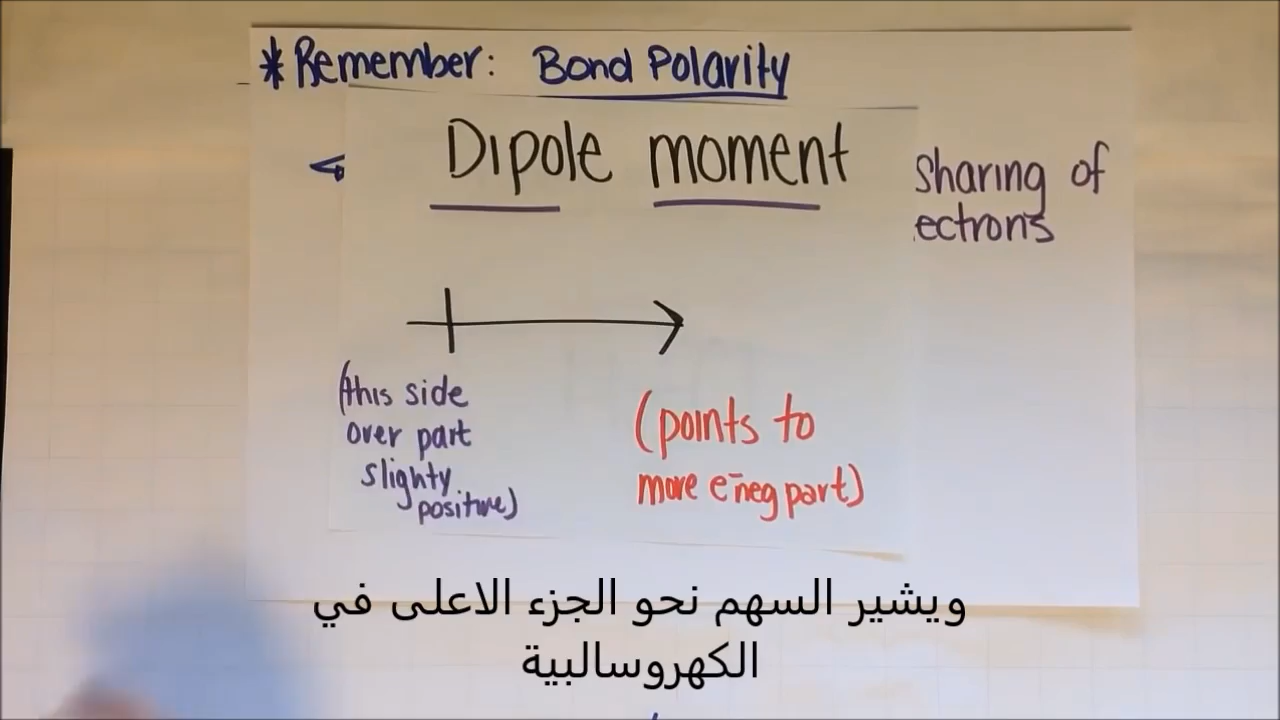 *Remember: Bond Polarity
Dipole moment
sharing of
ectrons
(this side
over part
slighty
positive)
(points to
more e-neg part)
ويشير السهم نحو الجزء الاعلى في
الكهروسالبية